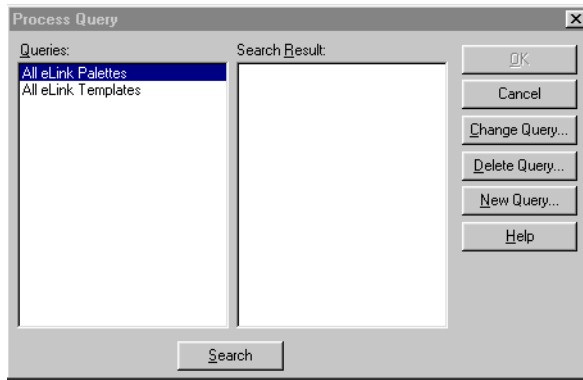 Process Query
Queries:
All eLink Palettes
All eLink Templates
Search Result:
OK
Cancel
Change Query...
Delete Query...
New Query...
Help
Search